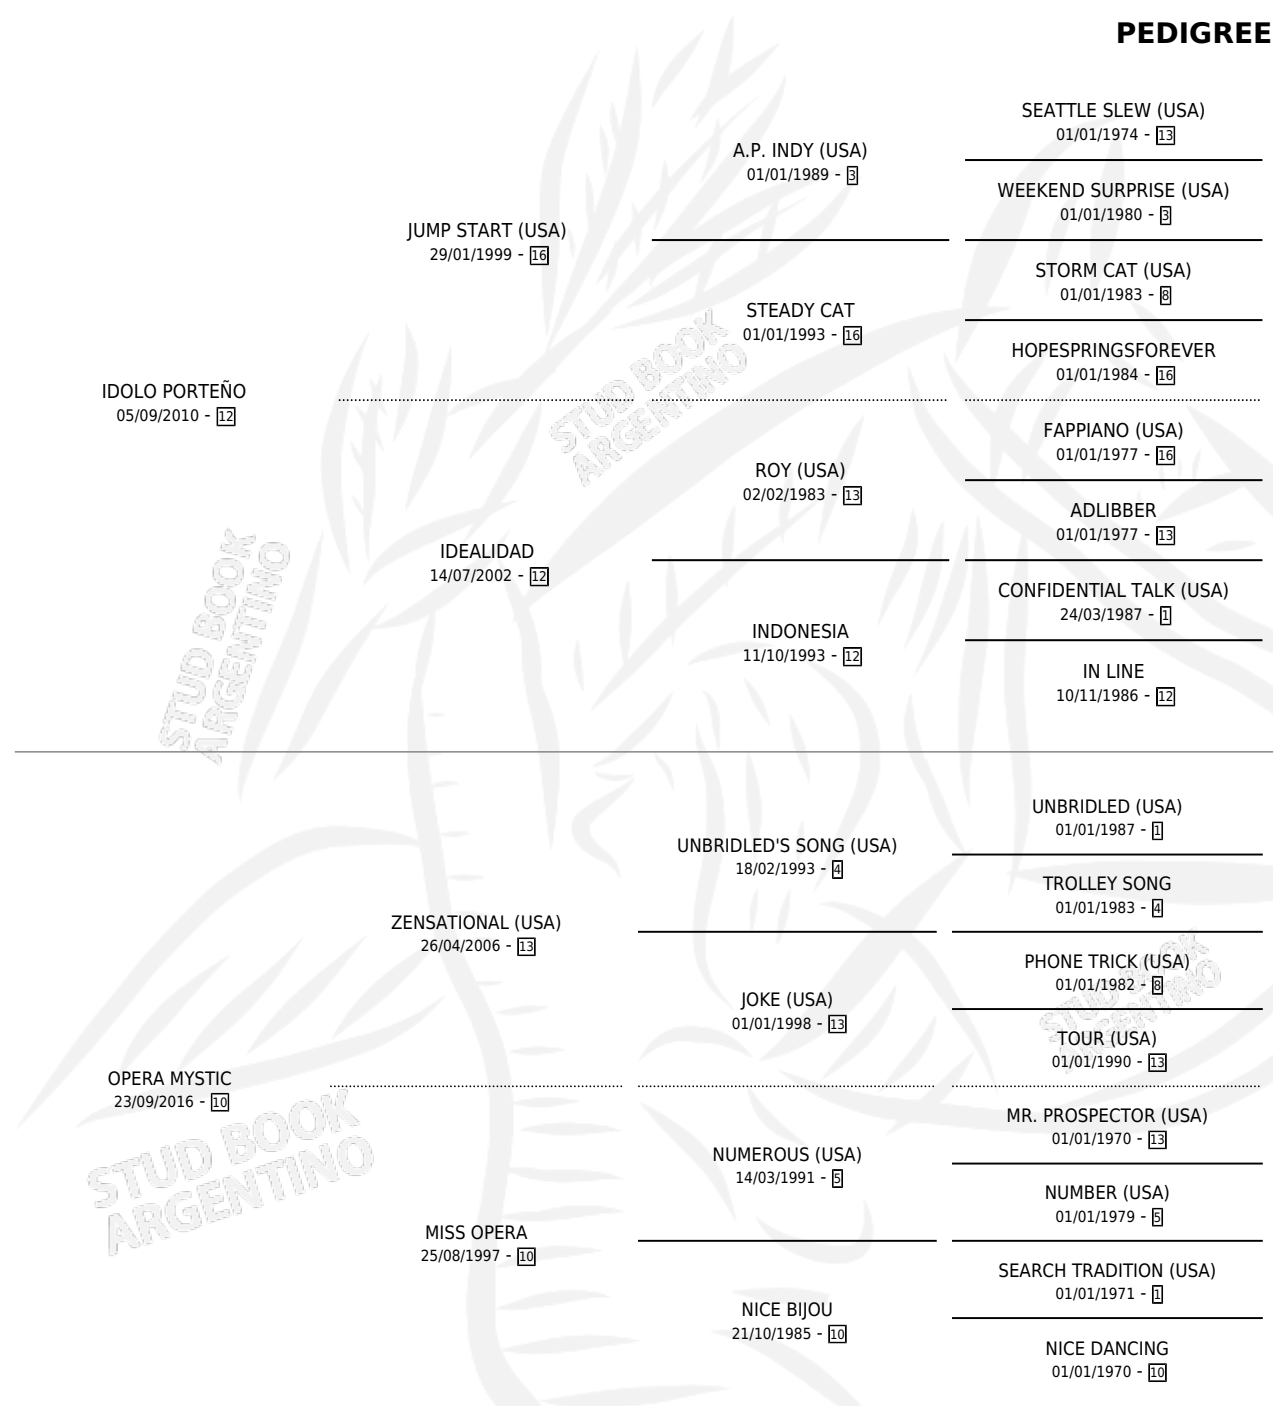 PEDIGREE
SEATTLE SLEW (USA)
01/01/1974 - 13
A.P. INDY (USA)
01/01/1989 - 3
WEEKEND SURPRISE (USA)
01/01/1980 - 3
JUMP START (USA)
29/01/1999 - 16
STORM CAT (USA)
01/01/1983 - 8
STEADY CAT
01/01/1993 - 16
HOPESPRINGSFOREVER
01/01/1984 - 16
IDOLO PORTEÑO
05/09/2010 - 12
FAPPIANO (USA)
01/01/1977 - 16
ROY (USA)
02/02/1983 - 13
ADLIBBER
01/01/1977 - 13
IDEALIDAD
14/07/2002 - 12
CONFIDENTIAL TALK (USA)
24/03/1987 - 1
INDONESIA
11/10/1993 - 12
IN LINE
10/11/1986 - 12
UNBRIDLED (USA)
01/01/1987 - 1
UNBRIDLED'S SONG (USA)
18/02/1993 - 4
TROLLEY SONG
01/01/1983 - 4
ZENSATIONAL (USA)
26/04/2006 - 13
PHONE TRICK (USA)
01/01/1982 - 8
JOKE (USA)
01/01/1998 - 13
TOUR (USA)
01/01/1990 - 13
OPERA MYSTIC
23/09/2016 - 10
MR. PROSPECTOR (USA)
01/01/1970 - 13
NUMEROUS (USA)
14/03/1991 - 5
NUMBER (USA)
01/01/1979 - 5
MISS OPERA
25/08/1997 - 10
SEARCH TRADITION (USA)
01/01/1971 - 1
NICE BIJOU
21/10/1985 - 10
NICE DANCING
01/01/1970 - 10
STUD BOOK
ARGENTINO
STUD BOOK
ARGENTINO
STUD BOOK
ARGENTINO
STUD BOOK
ARGENTINO